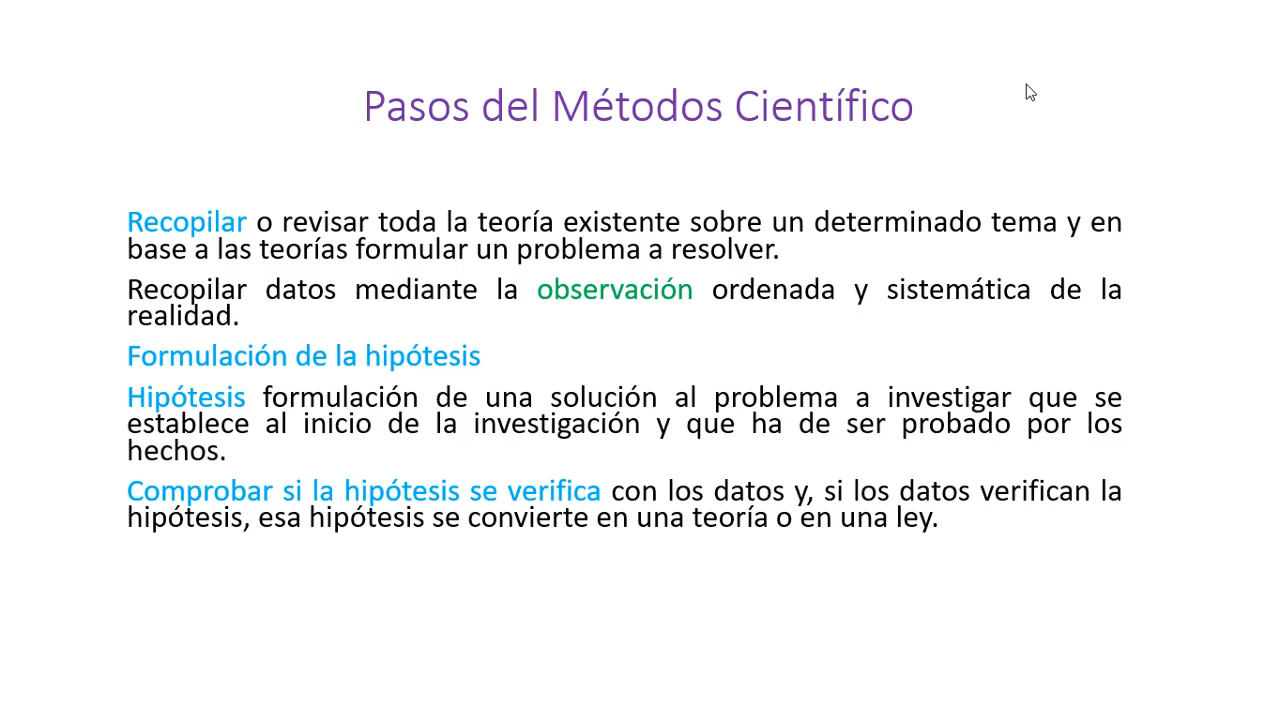 Pasos del Métodos Científico
Recopilar o revisar toda la teoría existente sobre un determinado tema y en
base a las teorías formular un problema a resolver.
Recopilar datos mediante la observación ordenada y sistemática de la
realidad.
Formulación de la hipótesis
Hipótesis formulación de una solución al problema a investigar que se
establece al inicio de la investigación y que ha de ser probado por los
hechos.
Comprobar si la hipótesis se verifica con los datos y, si los datos verifican la
hipótesis, esa hipótesis se convierte en una teoría o en una ley.